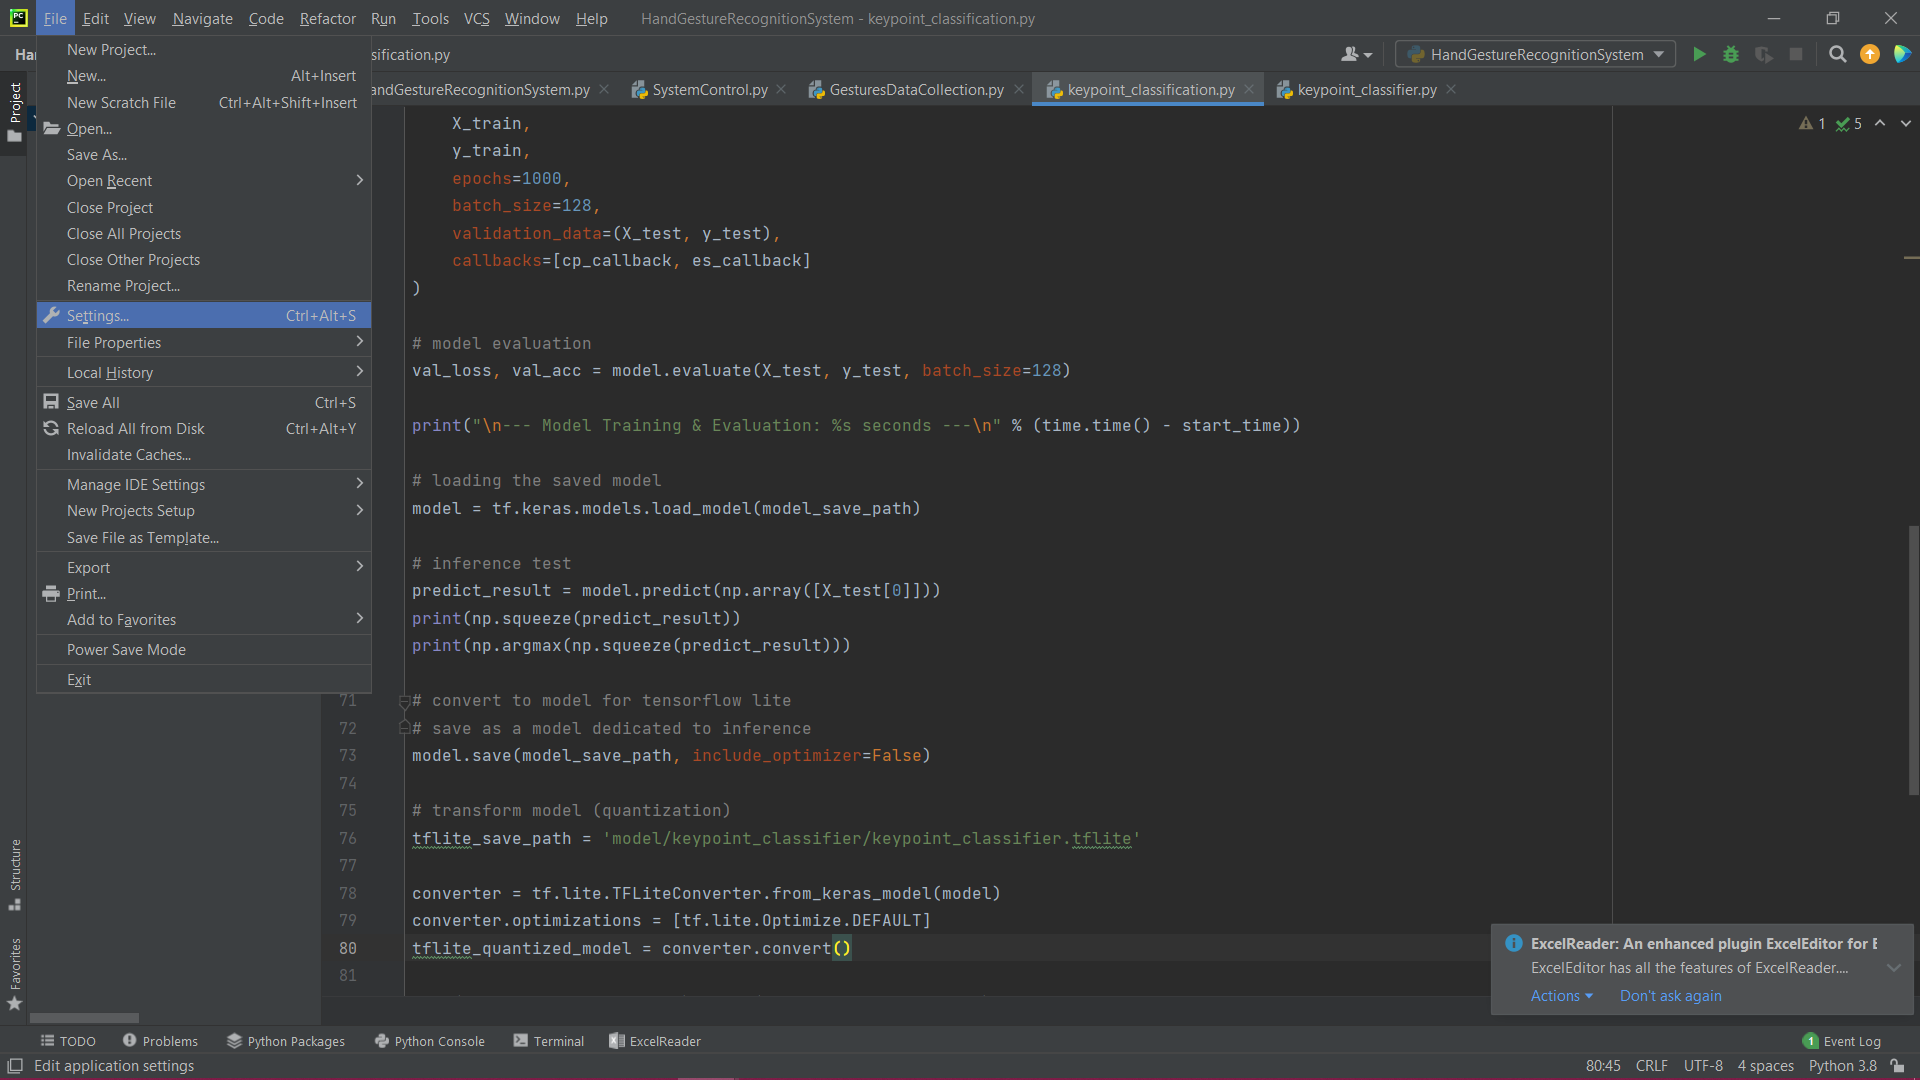 File Edit View Navigate Code Refactor Run Tools VCS Window Help HandGestureRecognitionSystem - keypoint_classification.py
sification.py HandGestureRecognitionSystem
New Project...
New... Alt+Insert
New Scratch File Ctrl+Alt+Shift+Insert
Open...
Save As...
Open Recent
Close Project
Close All Projects
Close Other Projects
Rename Project...
Settings... Ctrl+Alt+S
File Properties
Local History
Save All Ctrl+S
Reload All from Disk Ctrl+Alt+Y
Invalidate Caches...
Manage IDE Settings
New Projects Setup
Save File as Template...
Export
Print...
Add to Favorites
Power Save Mode
Exit
Project
Structure
Favorites
andGestureRecognitionSystem.py SystemControl.py GesturesDataCollection.py keypoint_classification.py keypoint_classifier.py
1 5
X_train,
y_train,
epochs=1000,
batch_size=128,
validation_data=(X_test, y_test),
callbacks=[cp_callback, es_callback]
)
# model evaluation
val_loss, val_acc = model.evaluate(X_test, y_test, batch_size=128)
print("\n--- Model Training & Evaluation: %s seconds ---\n" % (time.time() - start_time))
# loading the saved model
model = tf.keras.models.load_model(model_save_path)
# inference test
predict_result = model.predict(np.array([X_test[0]]))
print(np.squeeze(predict_result))
print(np.argmax(np.squeeze(predict_result)))
71 # convert to model for tensorflow lite
72 # save as a model dedicated to inference
73 model.save(model_save_path, include_optimizer=False)
74
75 # transform model (quantization)
76 tflite_save_path = 'model/keypoint_classifier/keypoint_classifier.tflite'
77
78 converter = tf.lite.TFLiteConverter.from_keras_model(model)
79 converter.optimizations = [tf.lite.Optimize.DEFAULT]
80 tflite_quantized_model = converter.convert()
81
ExcelReader: An enhanced plugin ExcelEditor for
ExcelEditor has all the features of ExcelReader....
Actions Don't ask again
TODO Problems Python Packages Python Console Terminal ExcelReader 1 Event Log
Edit application settings 80:45 CRLF UTF-8 4 spaces Python 3.8